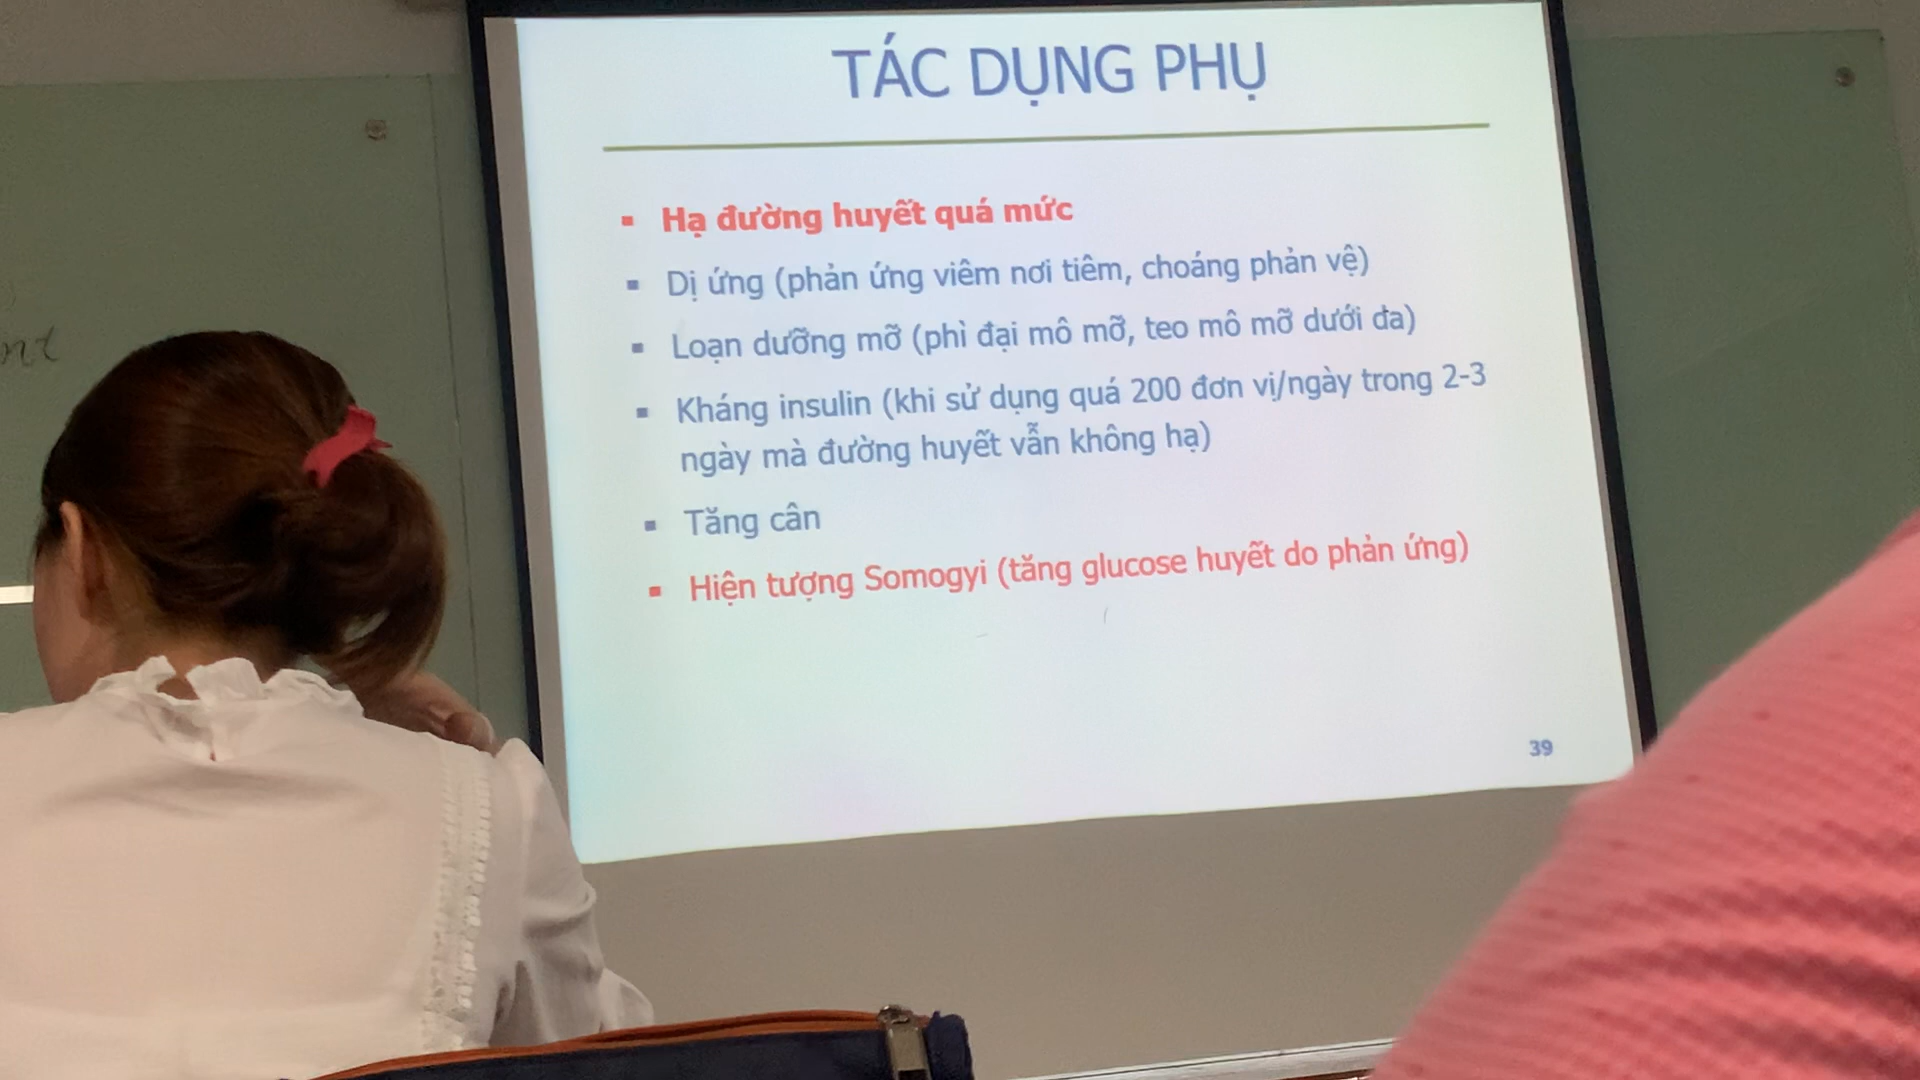 TÁC DỤNG PHỤ
▪ Hạ đường huyết quá mức
▪ Dị ứng (phản ứng viêm nơi tiêm, choáng phản vệ)
▪ Loạn dưỡng mỡ (phì đại mô mỡ, teo mô mỡ dưới da)
▪ Kháng insulin (khi sử dụng quá 200 đơn vị/ngày trong 2-3
ngày mà đường huyết vẫn không hạ)
▪ Tăng cân
▪ Hiện tượng Somogyi (tăng glucose huyết do phản ứng)
39